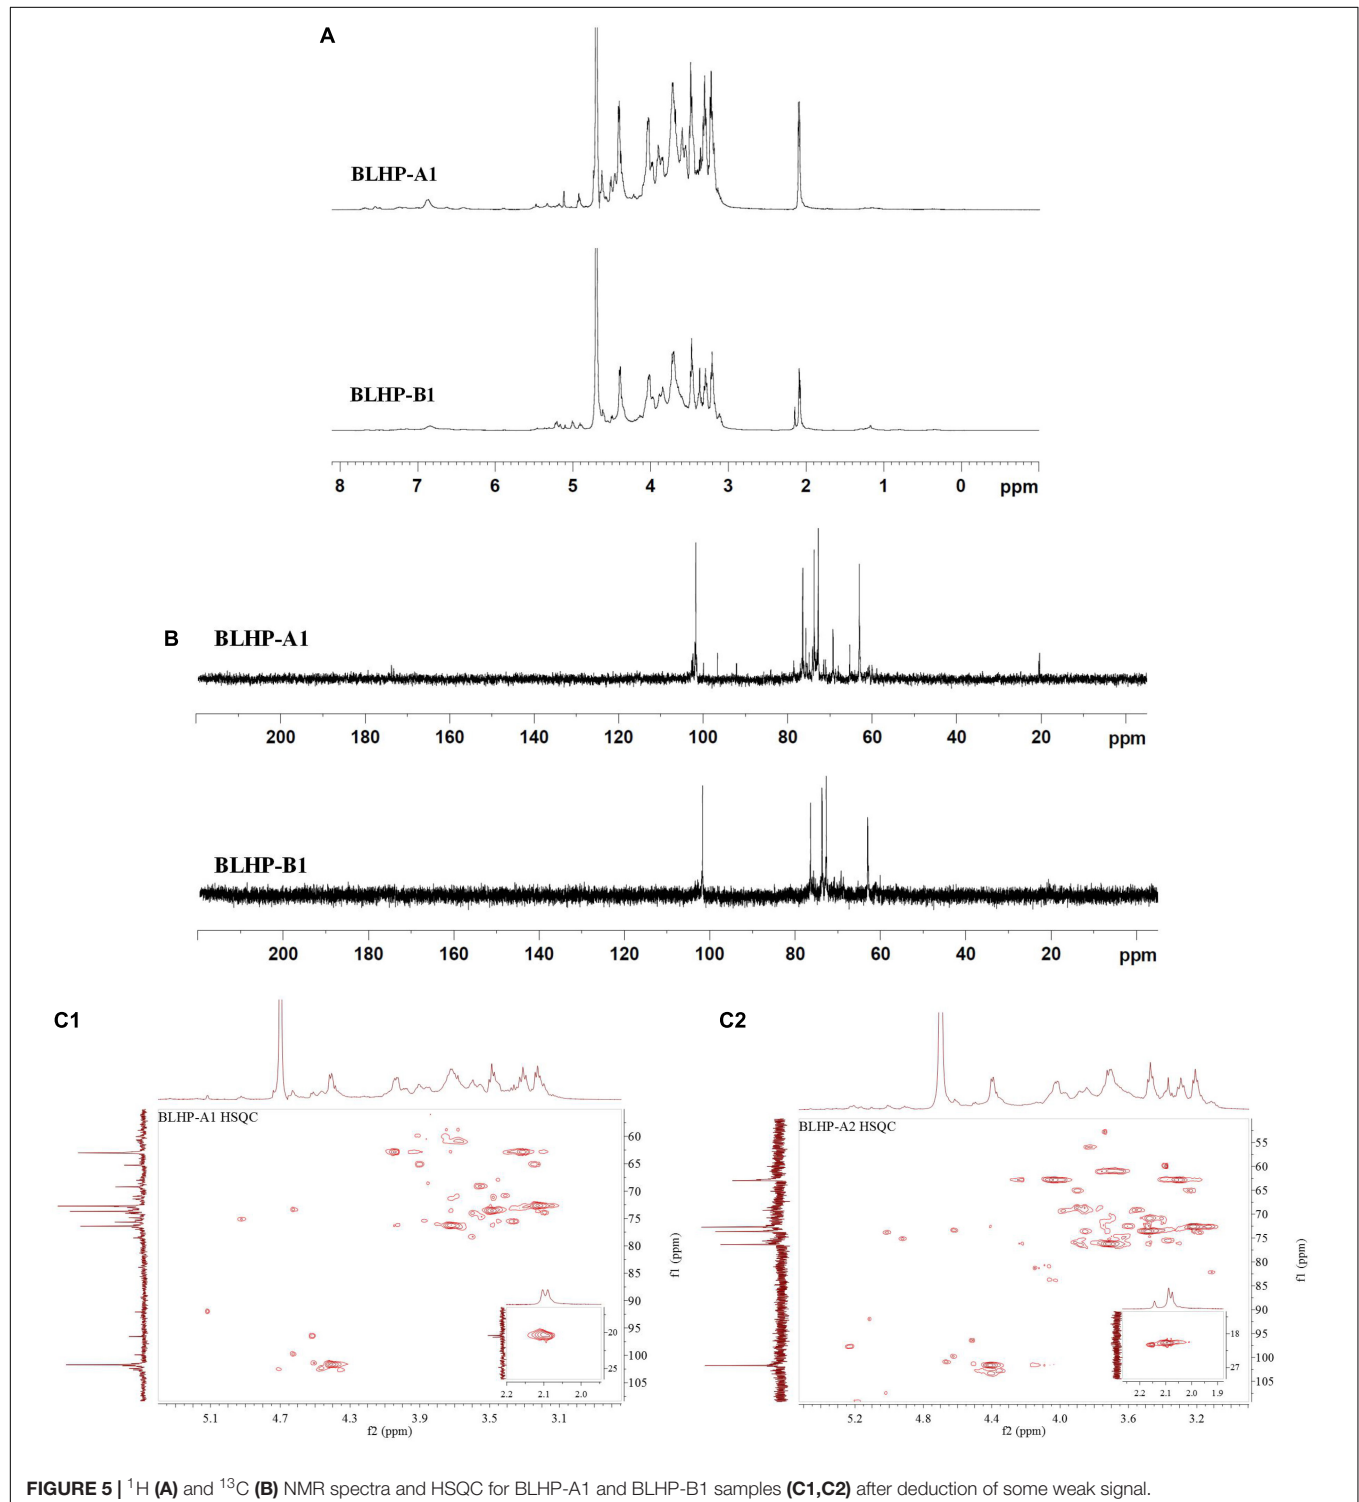 A
BLHP-A1
BLHP-B1
8 7 6 5 4 3 2 1 0 ppm
B
BLHP-A1
200 180 160 140 120 100 80 60 40 20 ppm
BLHP-B1
200 180 160 140 120 100 80 60 40 20 ppm
C1
BLHP-A1 HSQC
60
65
70
75
80
85
90
95
100
105
f1 (ppm)
20
25
2.2 2.1 2.0
5.1 4.7 4.3 3.9 3.5 3.1
f2 (ppm)
C2
BLHP-A2 HSQC
55
60
65
70
75
80
85
90
95
100
105
f1 (ppm)
18
27
2.2 2.1 2.0 1.9
5.2 4.8 4.4 4.0 3.6 3.2
f2 (ppm)
FIGURE 5 | ¹H (A) and ¹³C (B) NMR spectra and HSQC for BLHP-A1 and BLHP-B1 samples (C1,C2) after deduction of some weak signal.